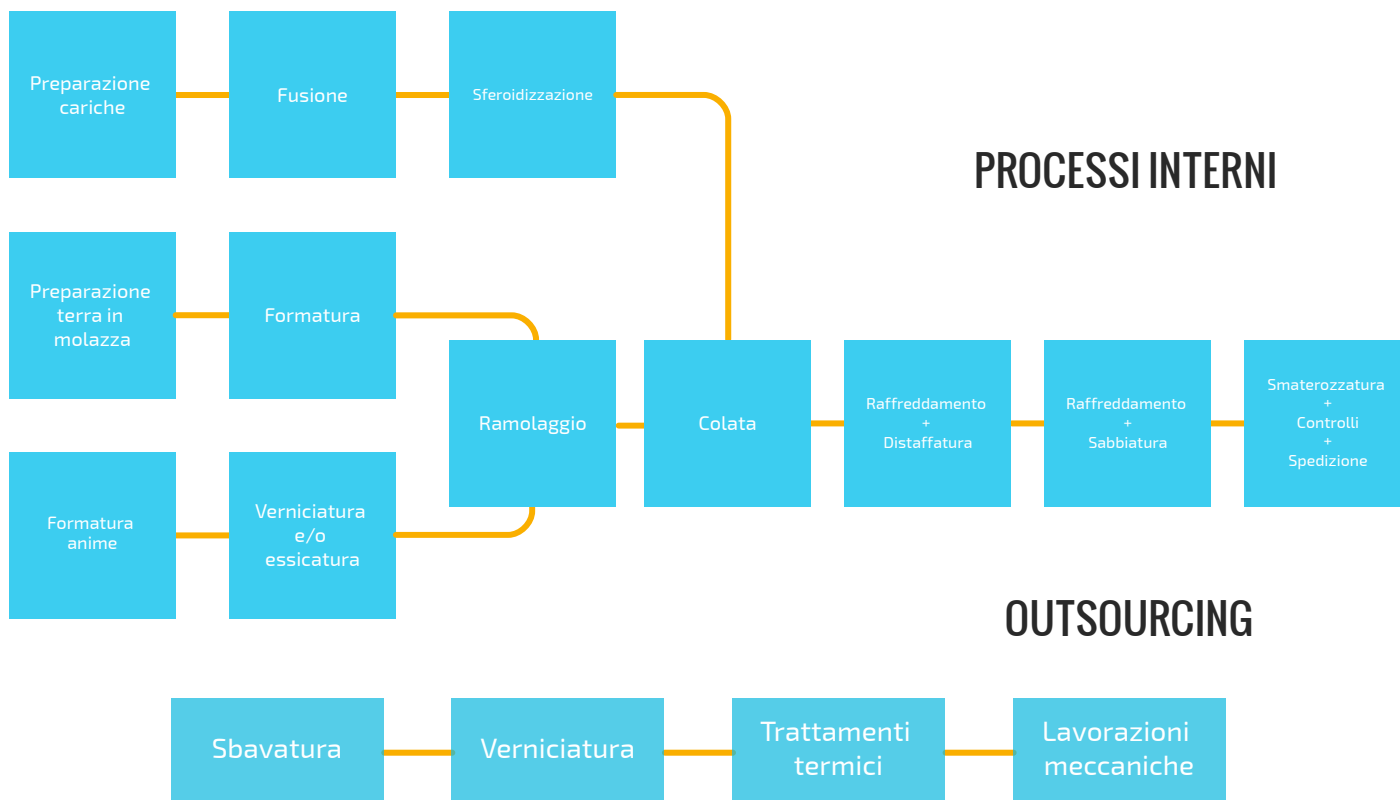 Preparazione
cariche
Fusione
Sferoidizzazione
PROCESSI INTERNI
Preparazione
terra in
molazza
Formatura
Ramolaggio
Colata
Raffreddamento
+
Distaffatura
Raffreddamento
+
Sabbiatura
Smaterozzatura
+
Controlli
+
Spedizione
Formatura
anime
Verniciatura
e/o
essicatura
OUTSOURCING
Sbavatura
Verniciatura
Trattamenti
termici
Lavorazioni
meccaniche